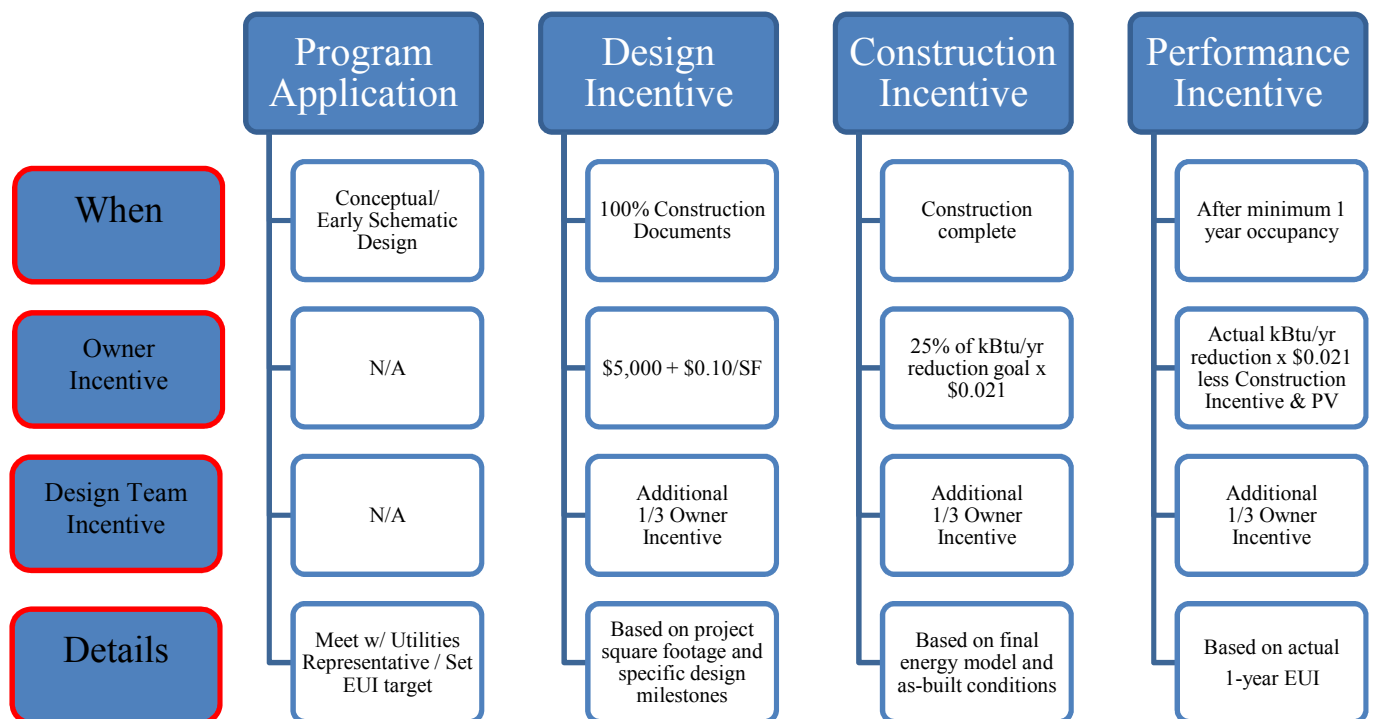 Program
Application
Design
Incentive
Construction
Incentive
Performance
Incentive
When
Conceptual/
Early Schematic
Design
100% Construction
Documents
Construction
complete
After minimum 1
year occupancy
Owner
Incentive
N/A
$5,000 + $0.10/SF
25% of kBtu/yr
reduction goal x
$0.021
Actual kBtu/yr
reduction x $0.021
less Construction
Incentive & PV
Design Team
Incentive
N/A
Additional
1/3 Owner
Incentive
Additional
1/3 Owner
Incentive
Additional
1/3 Owner
Incentive
Details
Meet w/ Utilities
Representative / Set
EUI target
Based on project
square footage and
specific design
milestones
Based on final
energy model and
as-built conditions
Based on actual
1-year EUI